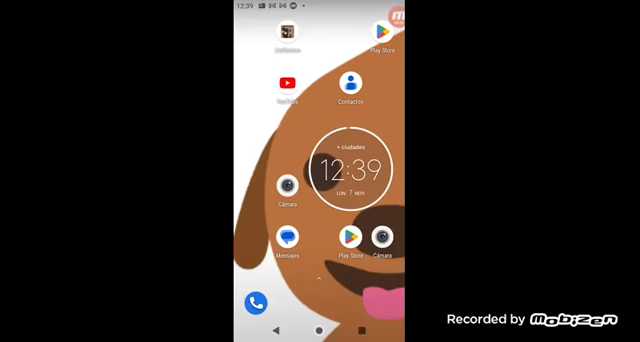 12:39
Play Store
YouTube
Contactos
+ ciudades
12:39
LUN. 7 NOV.
Cámara
Mensajes
Play Store
Cámara
Recorded by Mobizen